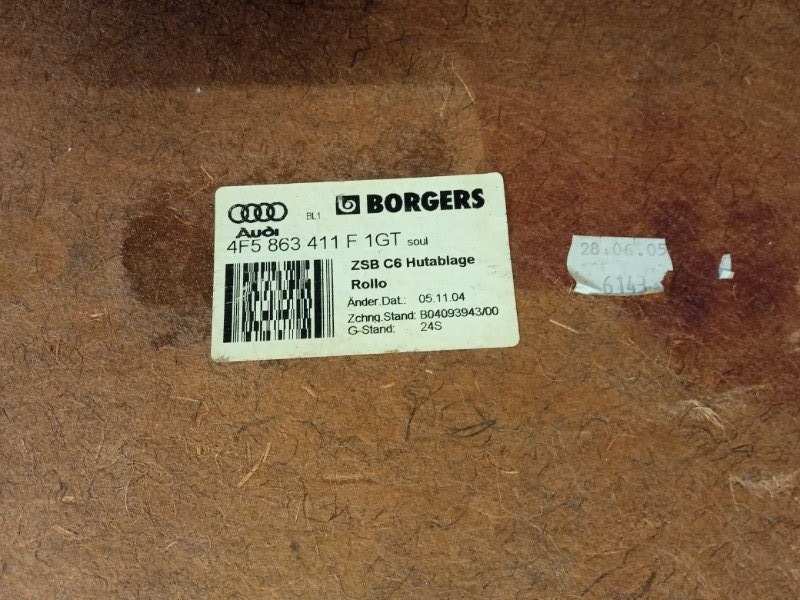 Audi
BL1
BORGERS
4F5 863 411 F 1GT soul
ZSB C6 Hutablage
Rollo
Änder.Dat.: 05.11.04
Zchng.Stand: B04093943/00
G-Stand: 24S
28.06.05
6143